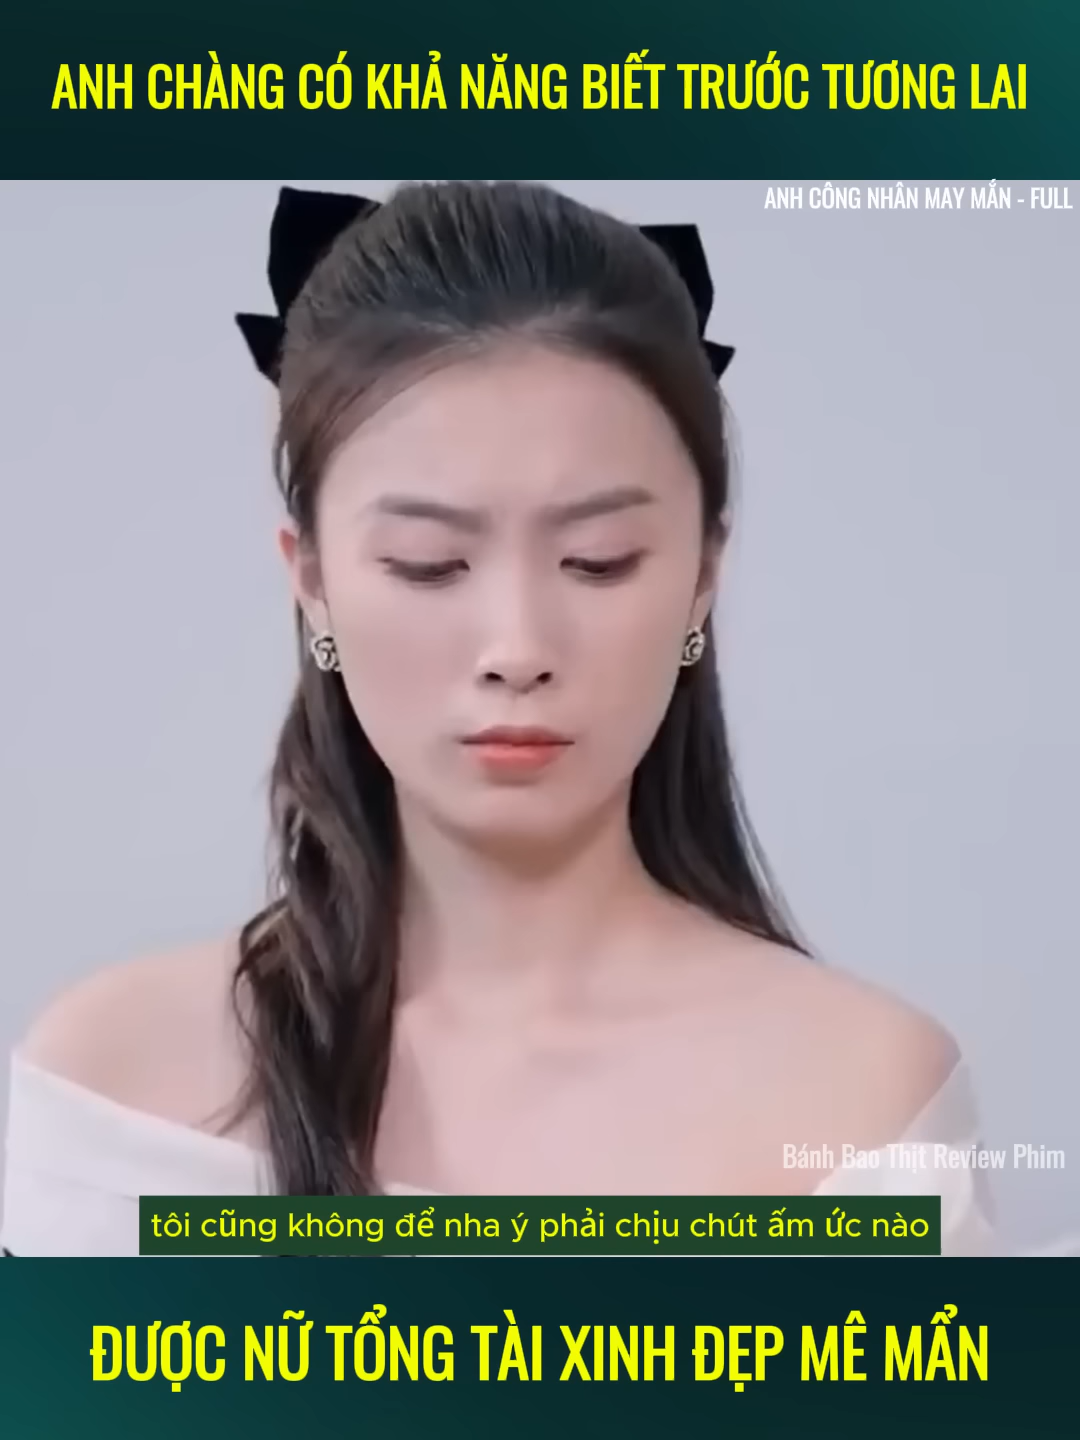 ANH CHÀNG CÓ KHẢ NĂNG BIẾT TRƯỚC TƯƠNG LAI
ANH CÔNG NHÂN MAY MẮN - FULL
Bánh Bao Thịt Review Phim
tôi cũng không để nha ý phải chịu chút ấm ức nào
ĐƯỢC NỮ TỔNG TÀI XINH ĐẸP MÊ MẨN